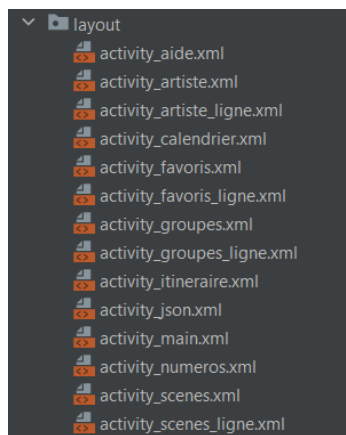 layout
activity_aide.xml
activity_artiste.xml
activity_artiste_ligne.xml
activity_calendrier.xml
activity_favoris.xml
activity_favoris_ligne.xml
activity_groupes.xml
activity_groupes_ligne.xml
activity_itineraire.xml
activity_json.xml
activity_main.xml
activity_numeros.xml
activity_scenes.xml
activity_scenes_ligne.xml